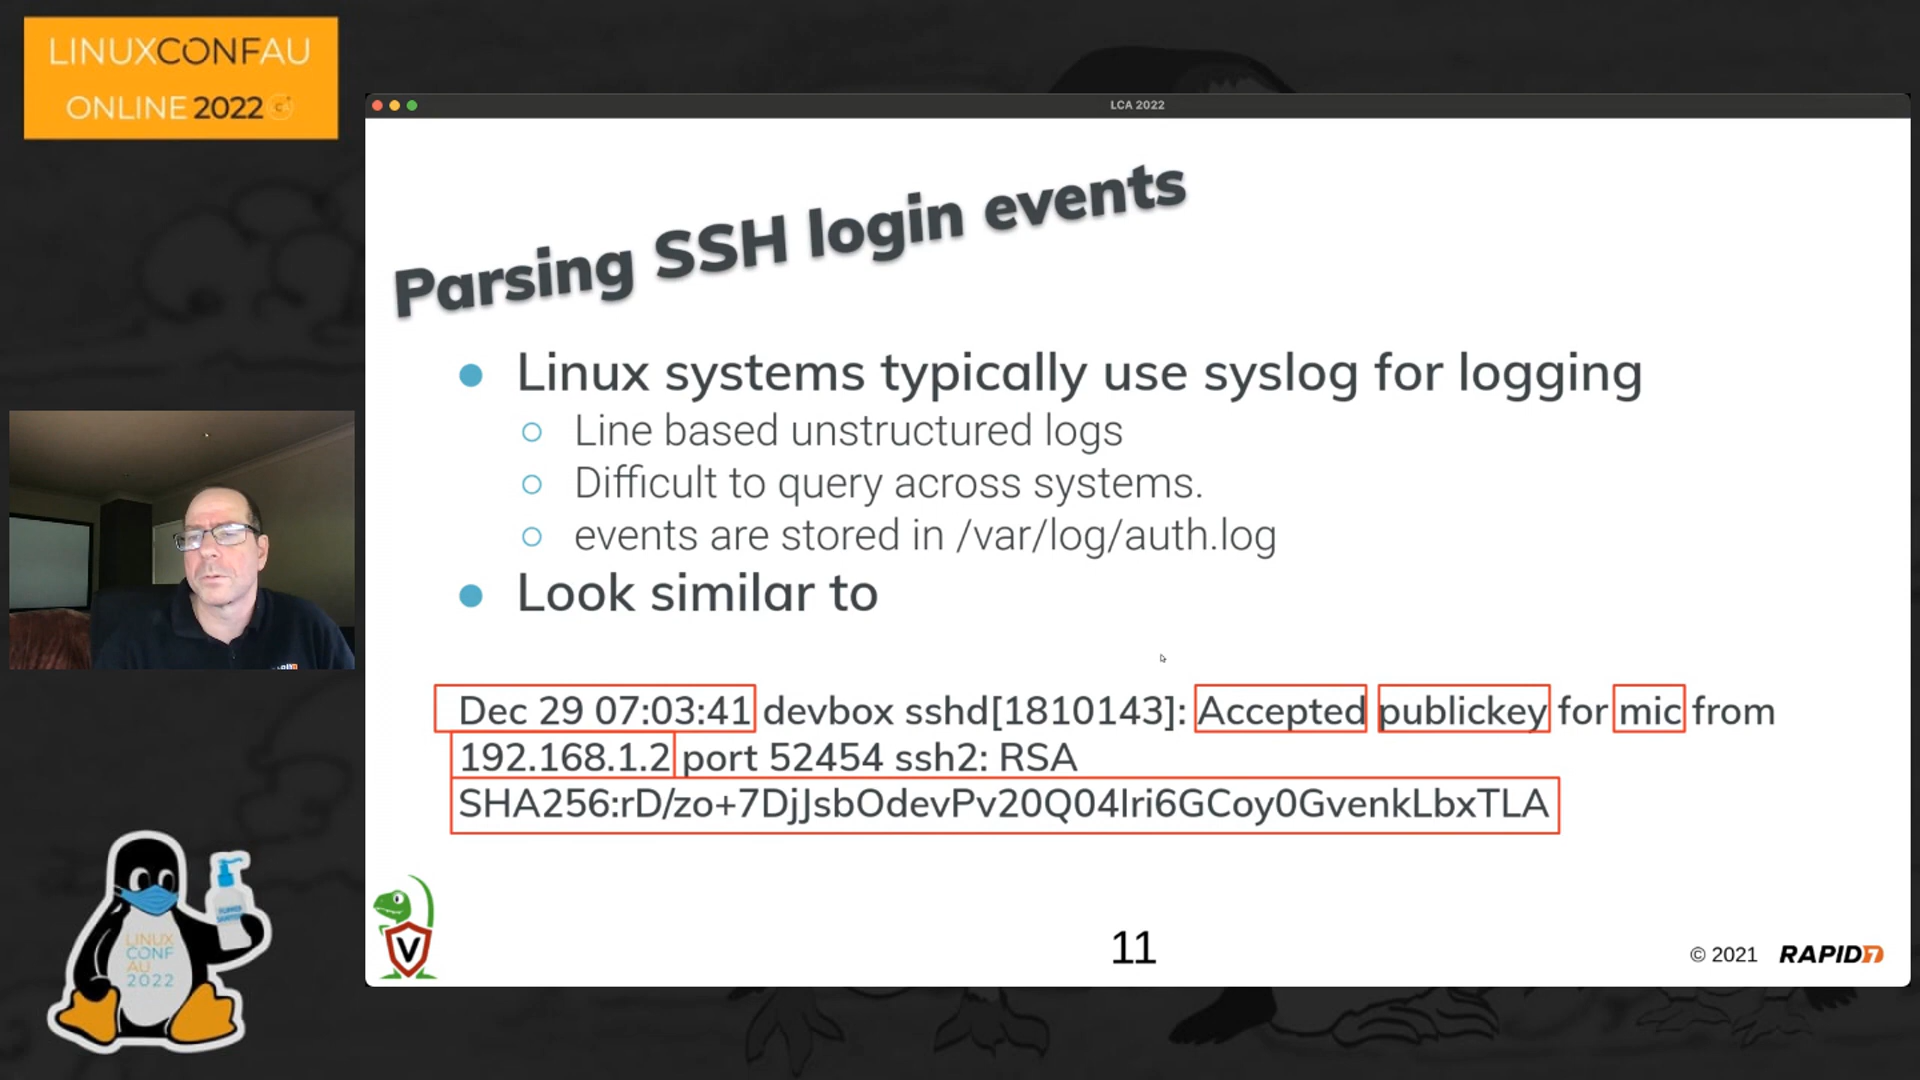 LINUXCONFAU
ONLINE 2022
LCA 2022
Parsing SSH login events
Linux systems typically use syslog for logging
Line based unstructured logs
Difficult to query across systems.
events are stored in /var/log/auth.log
Look similar to
Dec 29 07:03:41 devbox sshd[1810143]: Accepted publickey for mic from
192.168.1.2 port 52454 ssh2: RSA
SHA256:rD/zo+7DjJsbOdevPv20Q04Iri6GCoy0GvenkLbxTLA
V
11
© 2021 RAPID7
LINUX
CONF
AU
2022